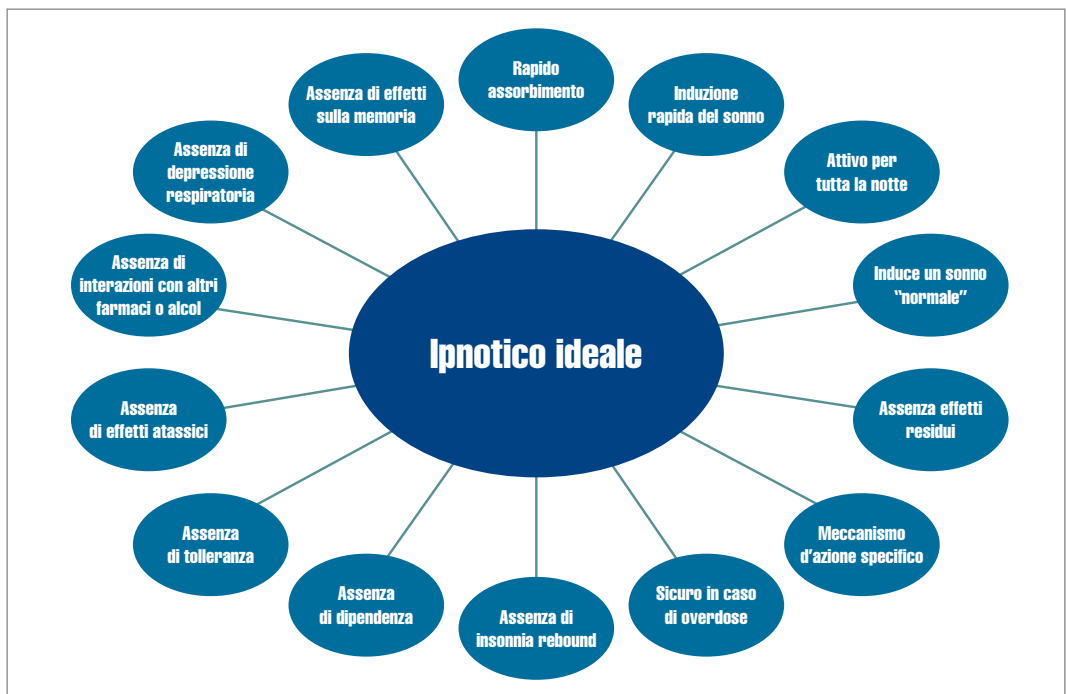 Rapido
assorbimento
Induzione
rapida del sonno
Attivo per
tutta la notte
Induce un sonno
“normale”
Assenza effetti
residui
Meccanismo
d’azione specifico
Sicuro in caso
di overdose
Assenza di
insonnia rebound
Assenza
di dipendenza
Assenza
di tolleranza
Assenza
di effetti atassici
Assenza di
interazioni con altri
farmaci o alcol
Assenza di
depressione
respiratoria
Assenza di effetti
sulla memoria
Ipnotico ideale